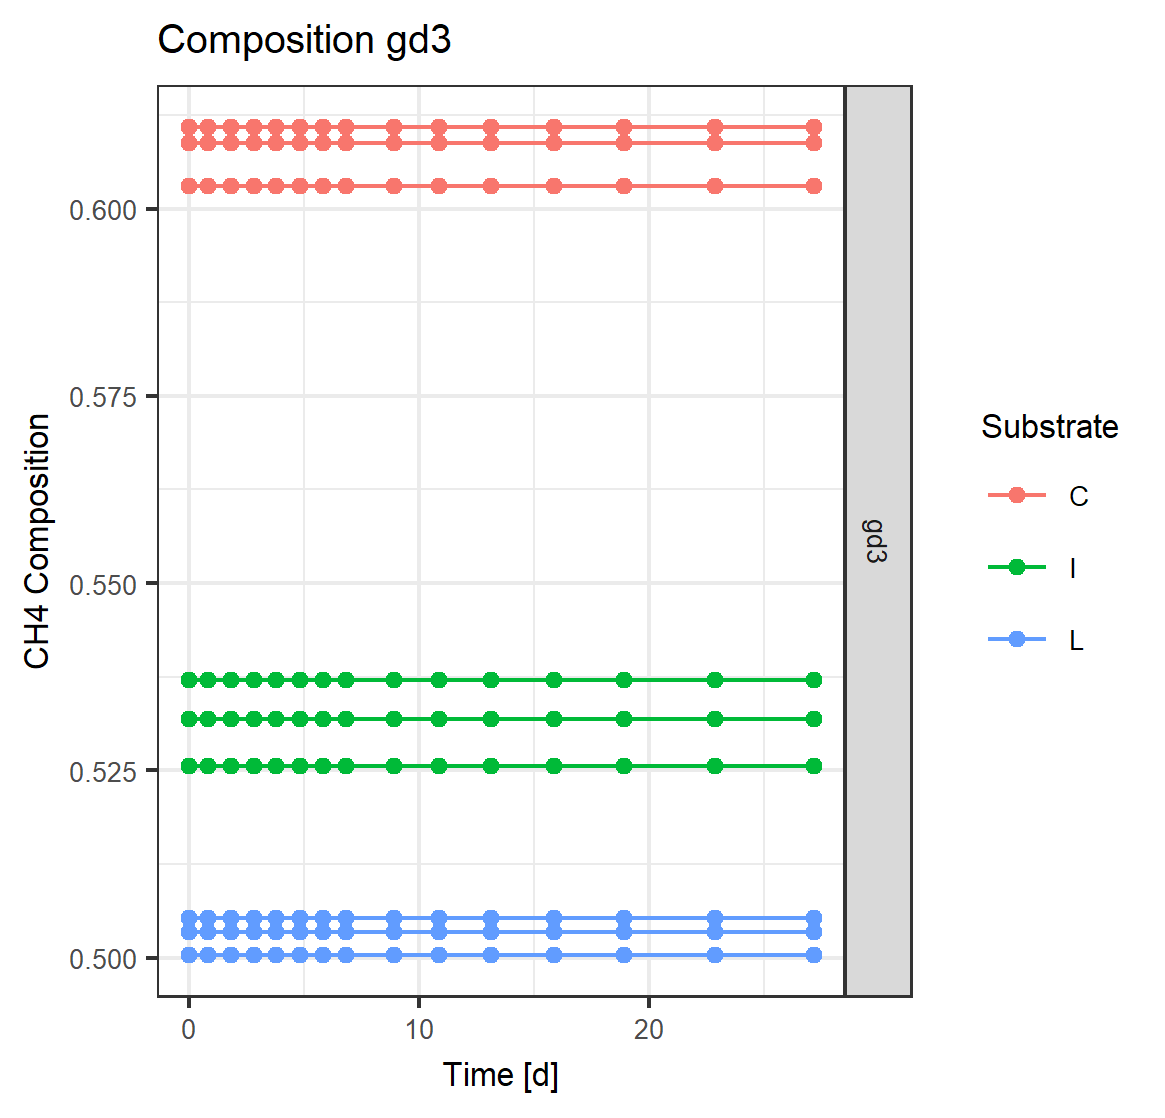 Composition gd3
CH4 Composition
0.600
0.575
0.550
0.525
0.500
0
10
20
Time [d]
gd3
Substrate
C
I
L